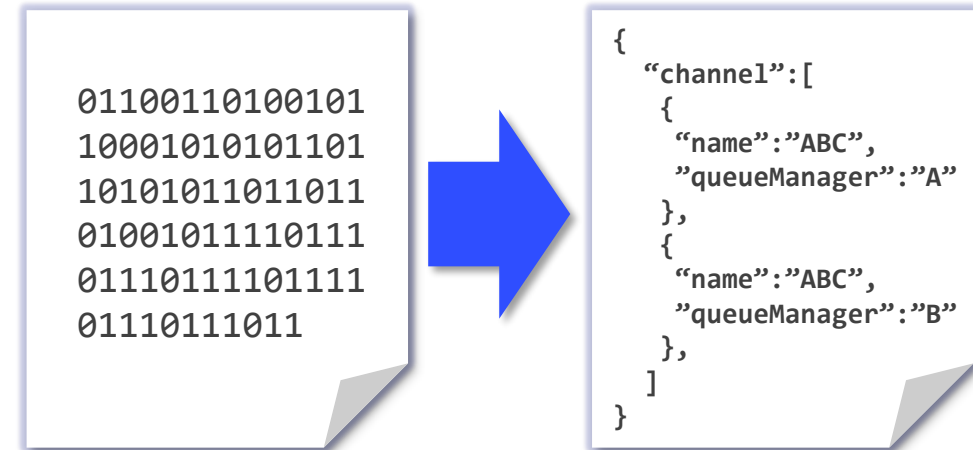 01100110100101
10001010101101
10101011011011
01001011110111
01110111101111
01110111011
{
“channel”:[
{
“name”:”ABC”,
”queueManager”:”A”
},
{
“name”:”ABC”,
”queueManager”:”B”
},
]
}